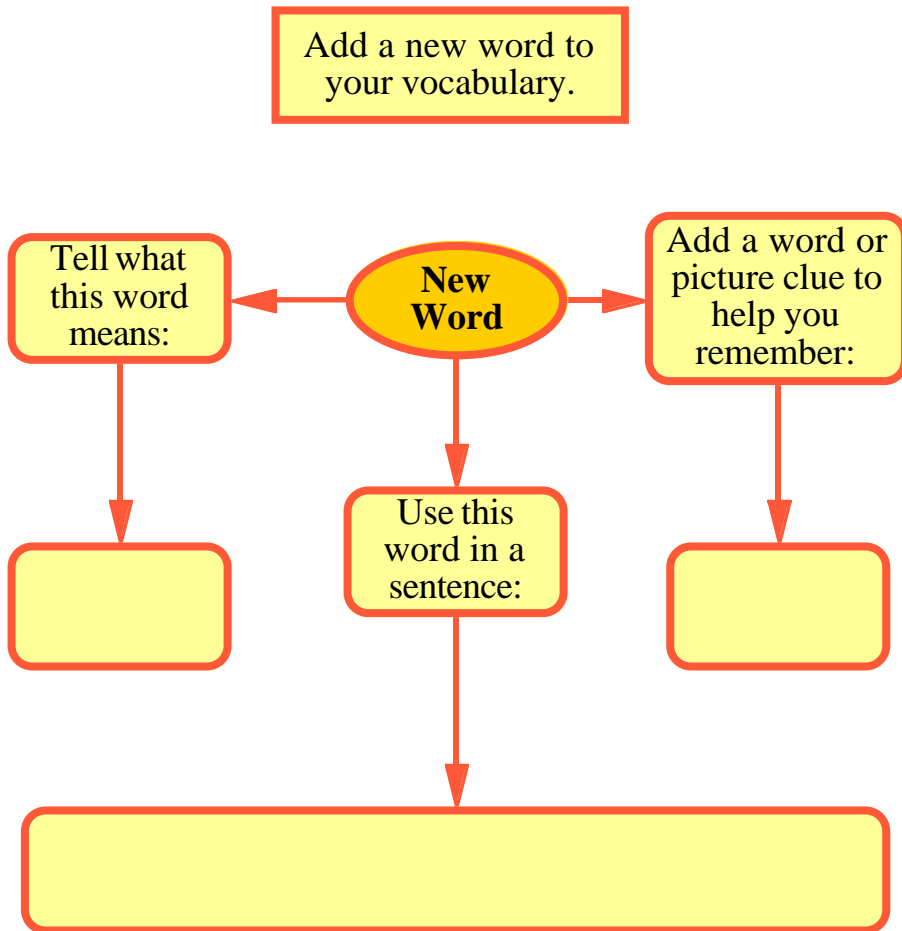 Add a new word to
your vocabulary.
Tell what
this word
means:
New
Word
Add a word or
picture clue to
help you
remember:
Use this
word in a
sentence: